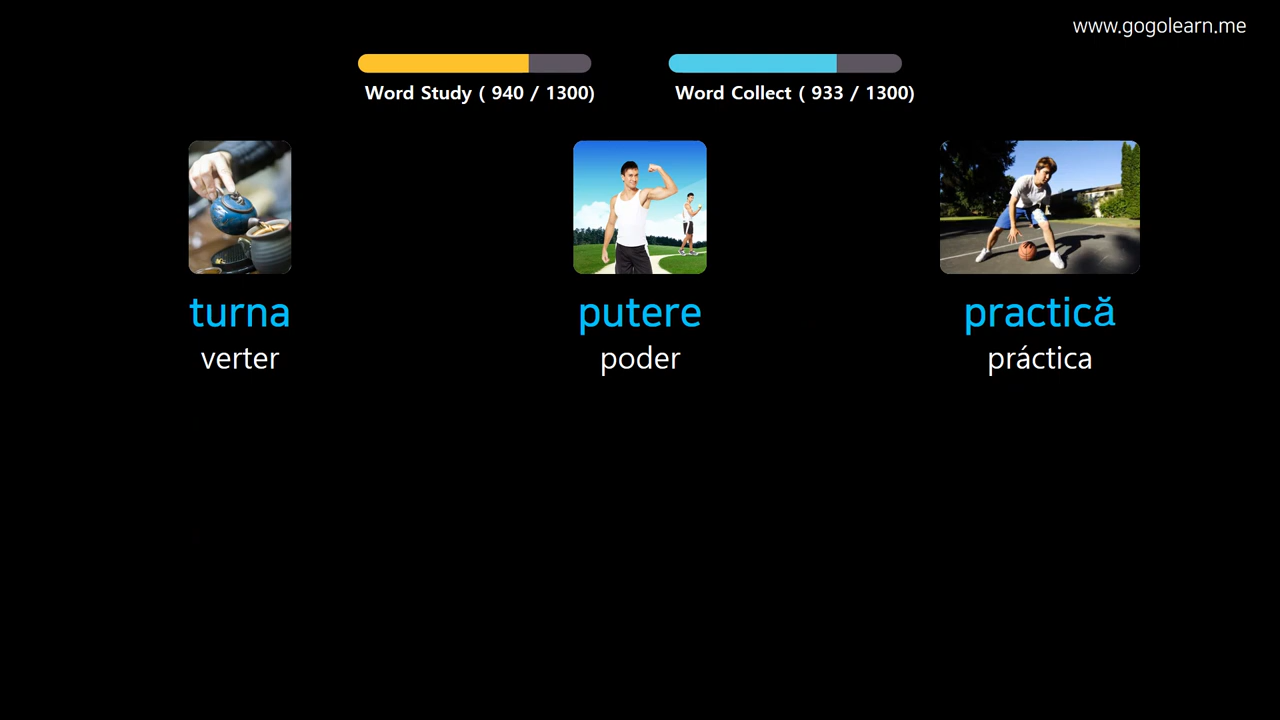 www.gogolearn.me
Word Study ( 940 / 1300)
Word Collect ( 933 / 1300)
turna
putere
practică
verter
poder
práctica